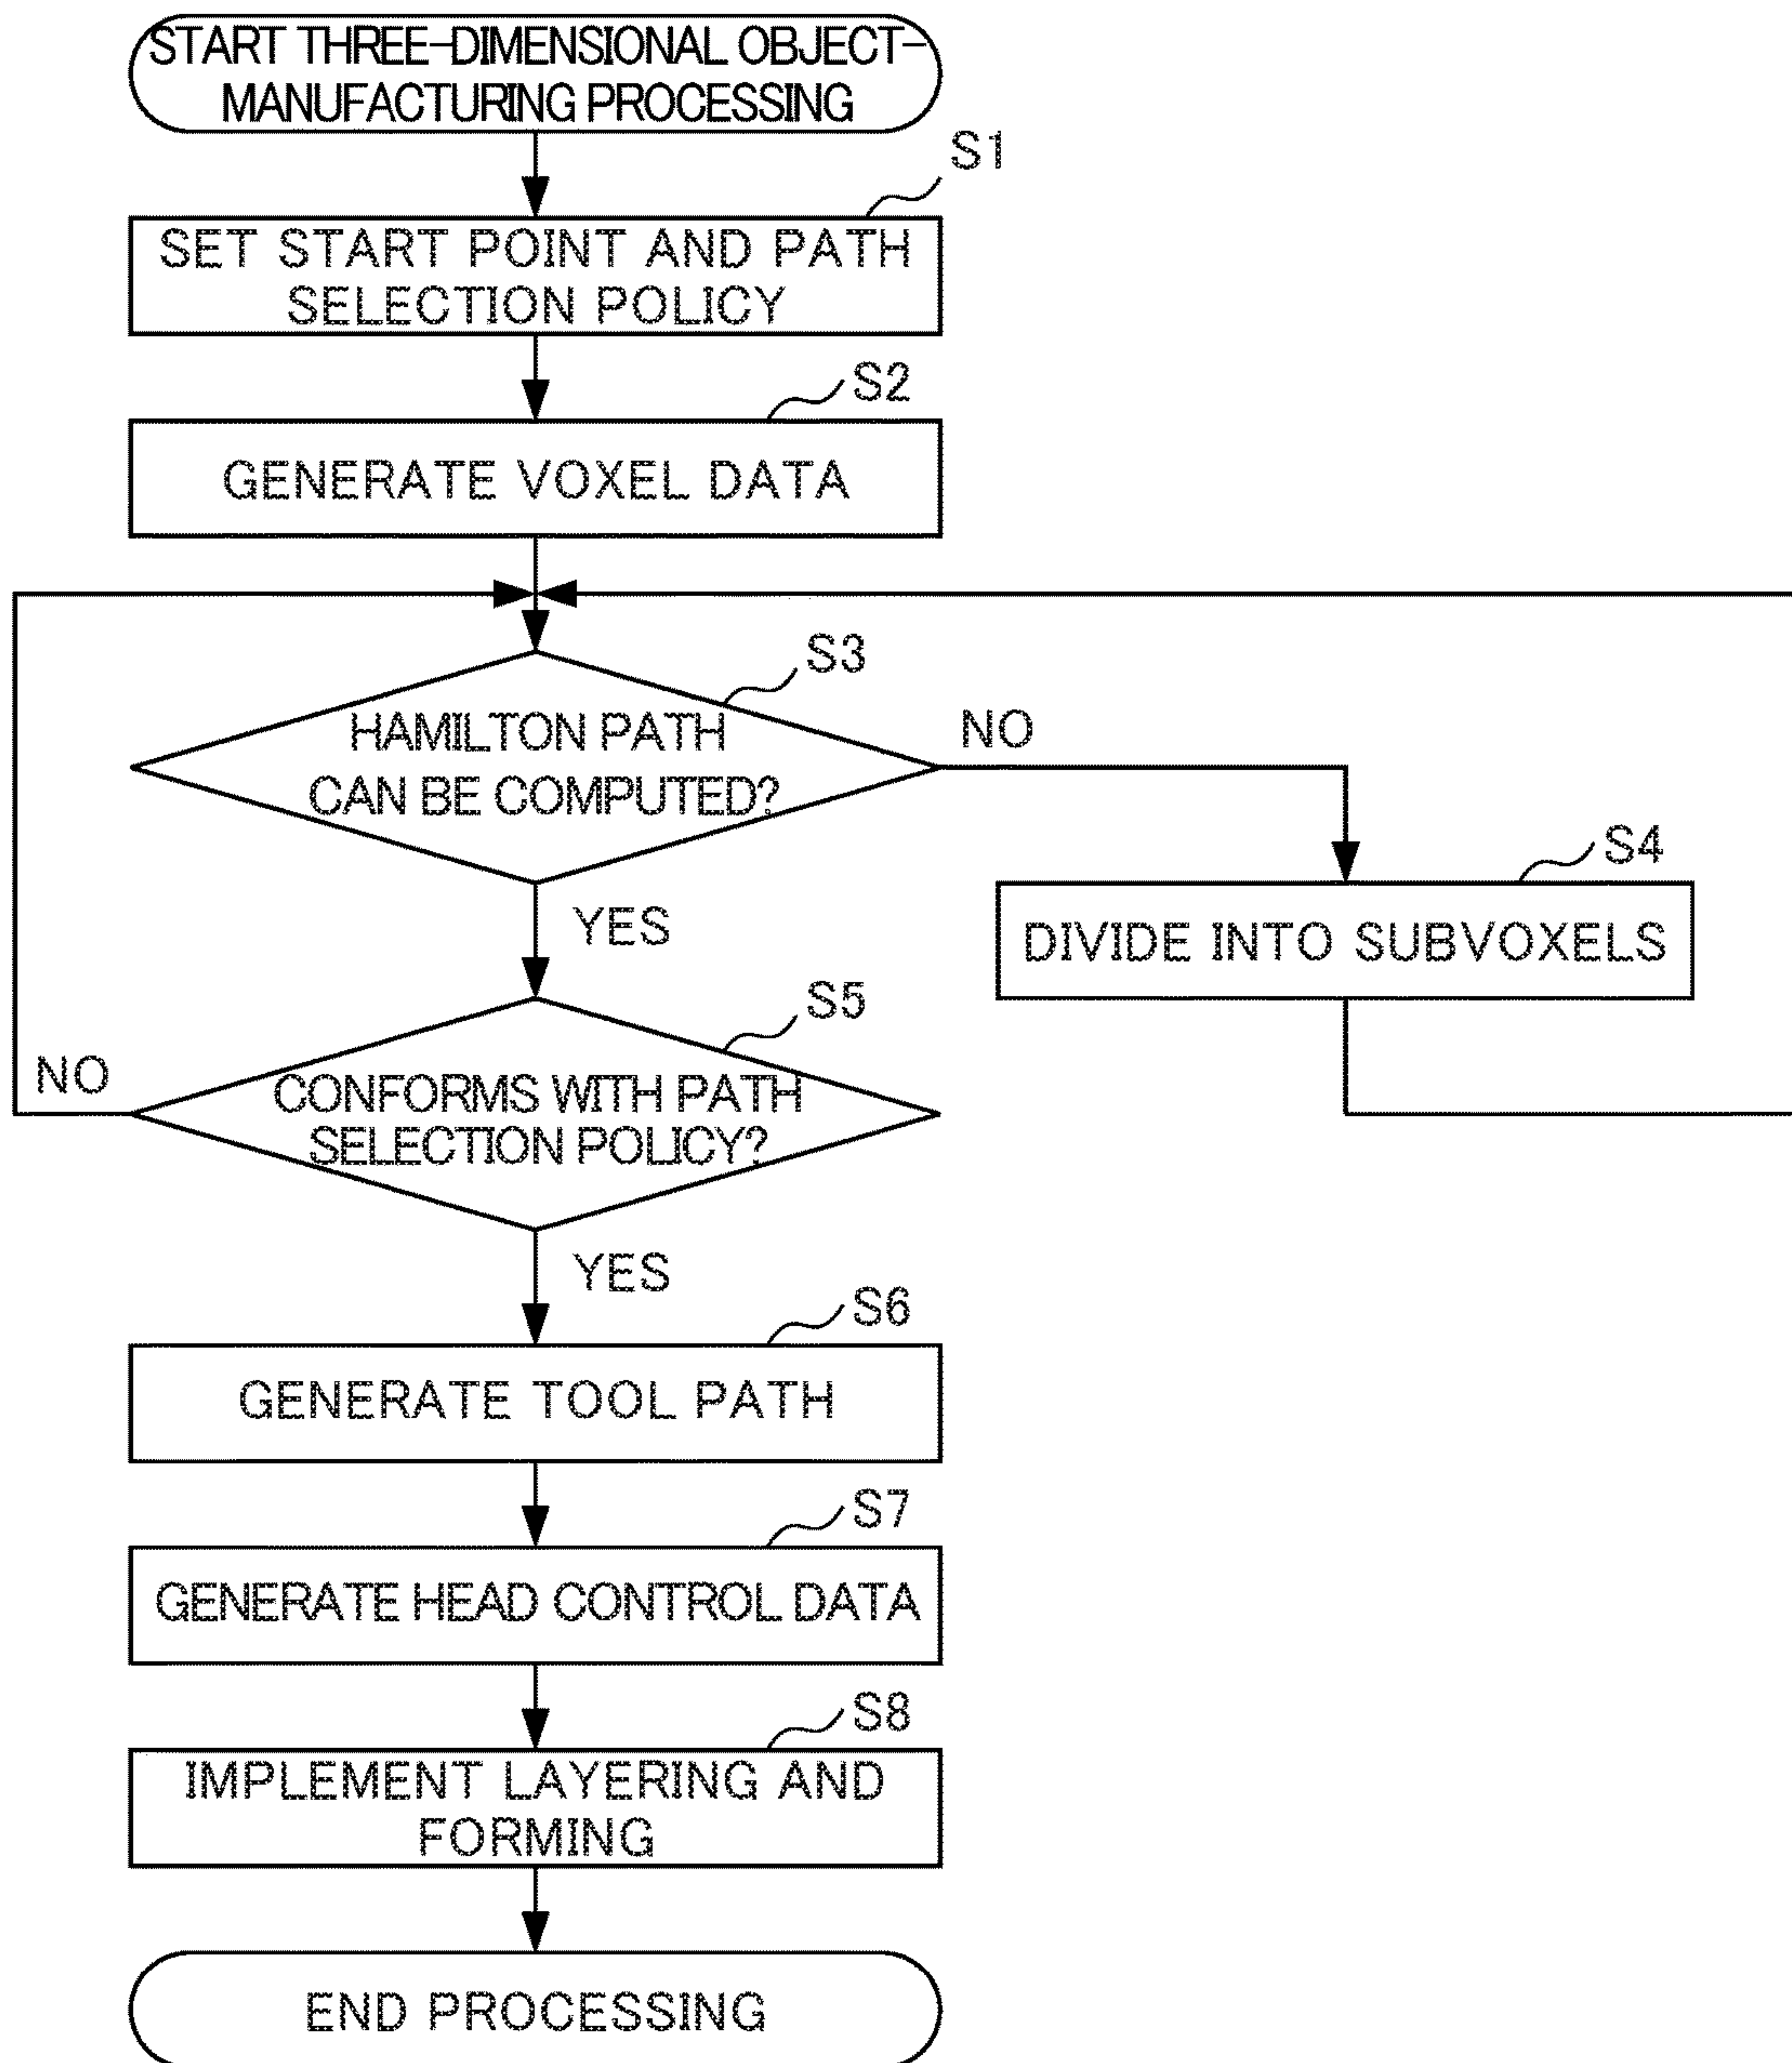 START THREE-DIMENSIONAL OBJECT-
MANUFACTURING PROCESSING
S1
SET START POINT AND PATH
SELECTION POLICY
S2
GENERATE VOXEL DATA
S3
HAMILTON PATH
CAN BE COMPUTED?
NO
YES
S4
DIVIDE INTO SUBVOXELS
S5
CONFORMS WITH PATH
SELECTION POLICY?
NO
YES
S6
GENERATE TOOL PATH
S7
GENERATE HEAD CONTROL DATA
S8
IMPLEMENT LAYERING AND
FORMING
END PROCESSING